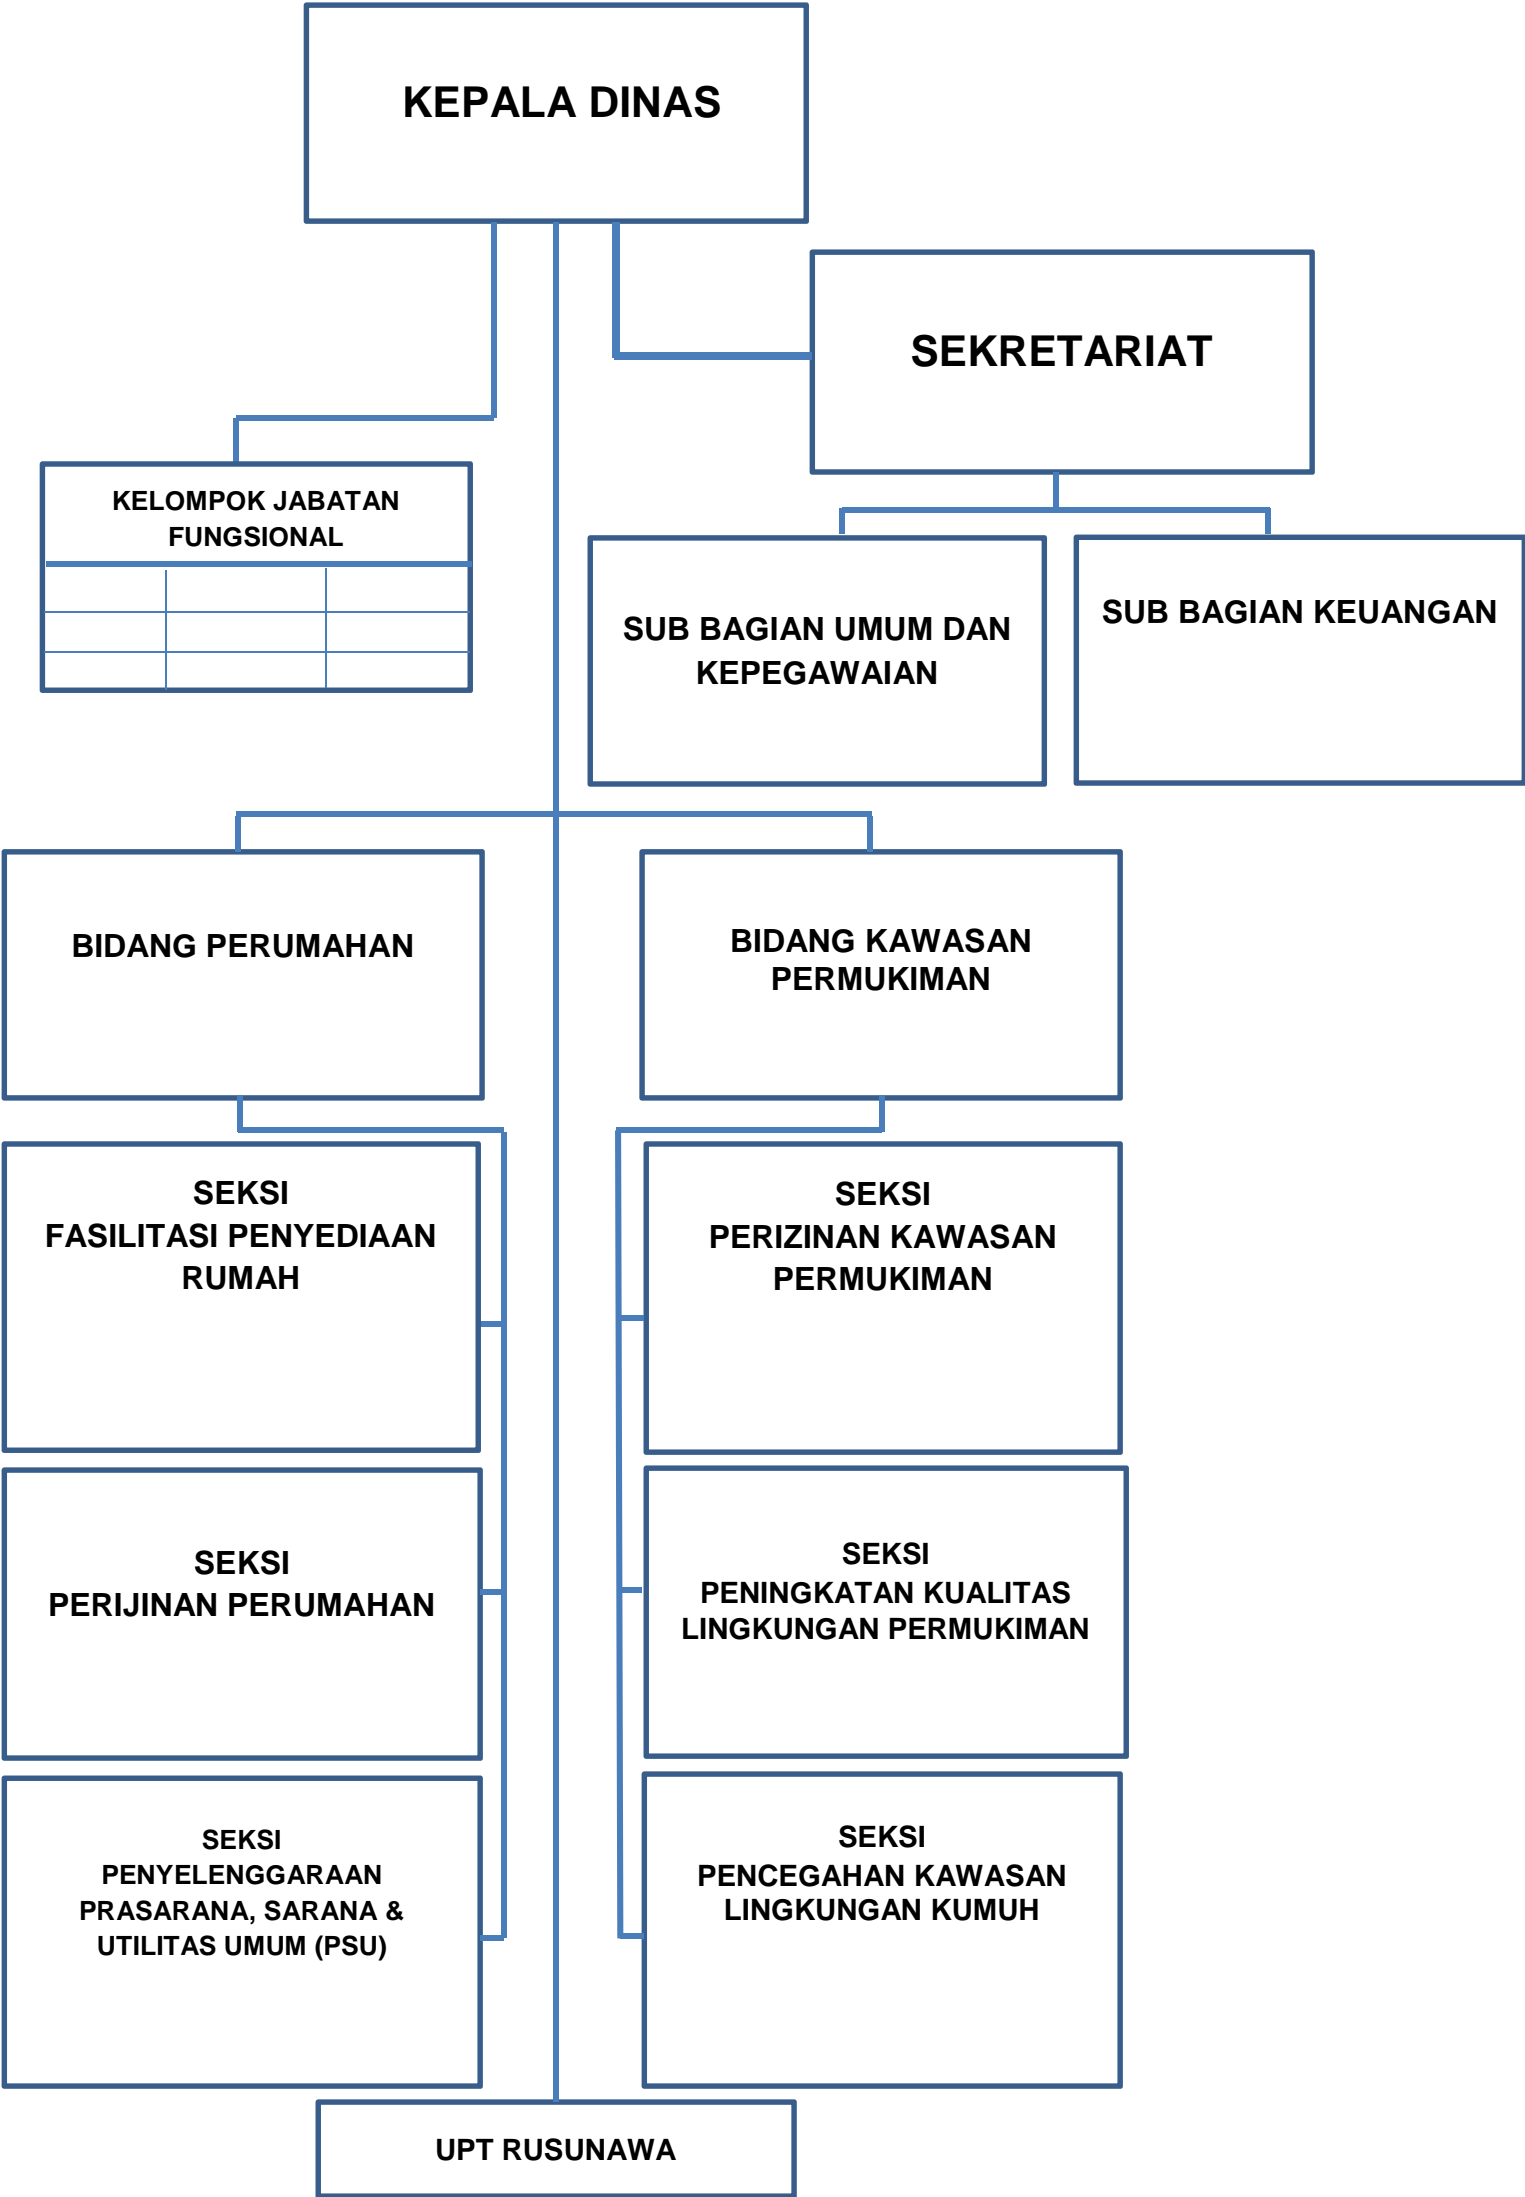 KEPALA DINAS
SEKRETARIAT
KELOMPOK JABATAN
FUNGSIONAL
SUB BAGIAN UMUM DAN
KEPEGAWAIAN
SUB BAGIAN KEUANGAN
BIDANG PERUMAHAN
BIDANG KAWASAN
PERMUKIMAN
SEKSI
FASILITASI PENYEDIAAN
RUMAH
SEKSI
PERIZINAN KAWASAN
PERMUKIMAN
SEKSI
PERIJINAN PERUMAHAN
SEKSI
PENINGKATAN KUALITAS
LINGKUNGAN PERMUKIMAN
SEKSI
PENYELENGGARAAN
PRASARANA, SARANA &
UTILITAS UMUM (PSU)
SEKSI
PENCEGAHAN KAWASAN
LINGKUNGAN KUMUH
UPT RUSUNAWA